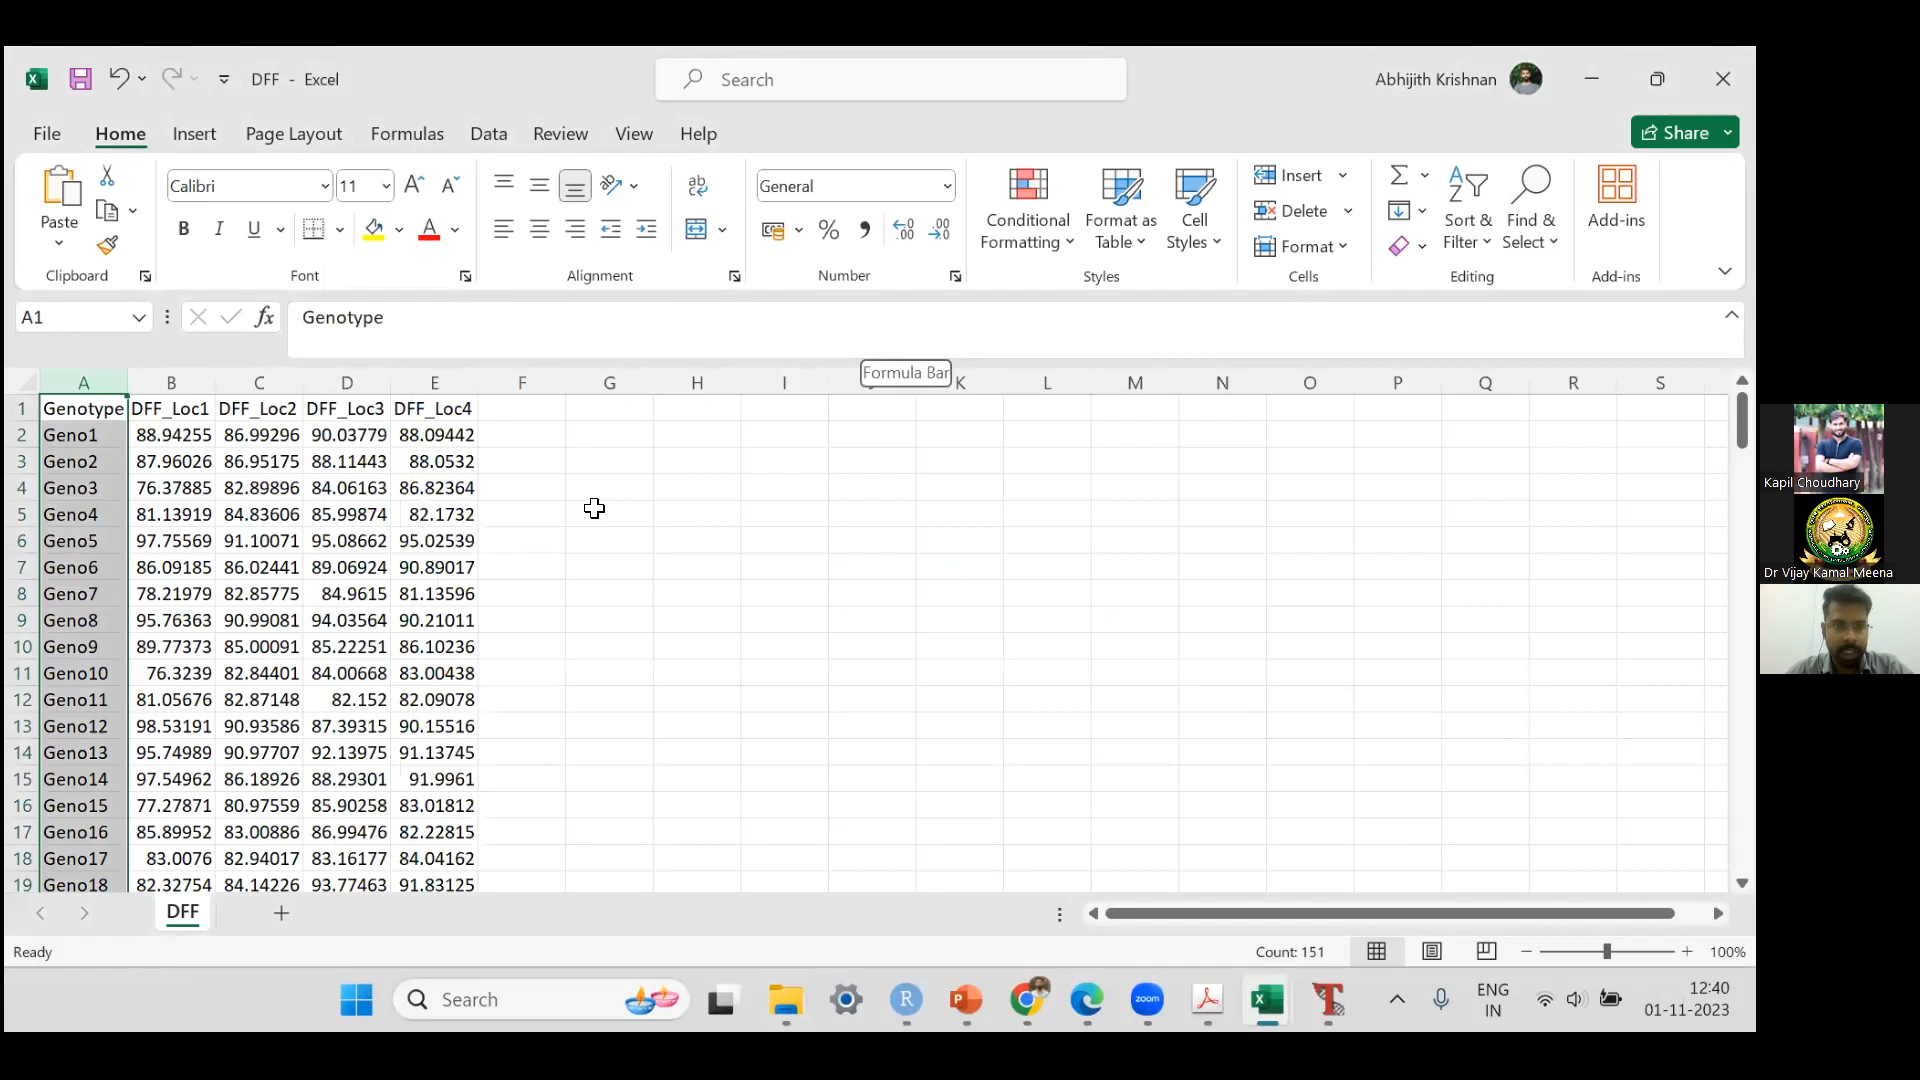 DFF - Excel
Search
Abhijith Krishnan
File Home Insert Page Layout Formulas Data Review View Help
Share
Paste
Clipboard
Calibri 11
B I U
Font
ab
Alignment
General
% , .00 .00
Number
Conditional Formatting
Format as Table
Cell Styles
Styles
Insert
Delete
Format
Cells
Sort & Filter
Find & Select
Editing
Add-ins
Add-ins
A1 fx Genotype
Formula Bar
A B C D E F G H I K L M N O P Q R S
1 Genotype DFF_Loc1 DFF_Loc2 DFF_Loc3 DFF_Loc4
2 Geno1 88.94255 86.99296 90.03779 88.09442
3 Geno2 87.96026 86.95175 88.11443 88.0532
4 Geno3 76.37885 82.89896 84.06163 86.82364
5 Geno4 81.13919 84.83606 85.99874 82.1732
6 Geno5 97.75569 91.10071 95.08662 95.02539
7 Geno6 86.09185 86.02441 89.06924 90.89017
8 Geno7 78.21979 82.85775 84.9615 81.13596
9 Geno8 95.76363 90.99081 94.03564 90.21011
10 Geno9 89.77373 85.00091 85.22251 86.10236
11 Geno10 76.3239 82.84401 84.00668 83.00438
12 Geno11 81.05676 82.87148 82.152 82.09078
13 Geno12 98.53191 90.93586 87.39315 90.15516
14 Geno13 95.74989 90.97707 92.13975 91.13745
15 Geno14 97.54962 86.18926 88.29301 91.9961
16 Geno15 77.27871 80.97559 85.90258 83.01812
17 Geno16 85.89952 83.00886 86.99476 82.22815
18 Geno17 83.0076 82.94017 83.16177 84.04162
19 Geno18 82.32754 84.14226 93.77463 91.83125
DFF
Ready
Count: 151
100%
Search
zoom
ENG
IN
12:40
01-11-2023
Kapil Choudhary
Dr Vijay Kamal Meena